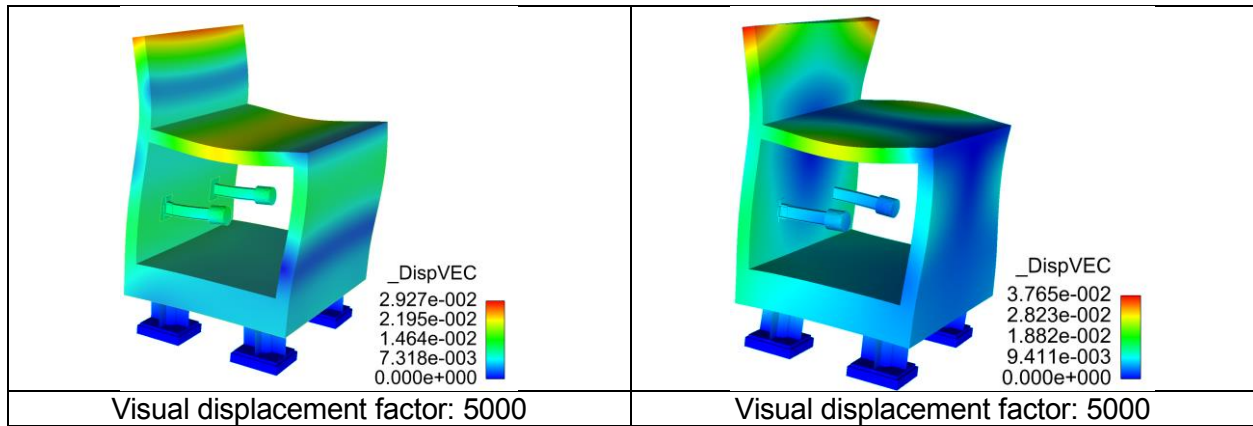 _DispVEC
2.927e-002
2.195e-002
1.464e-002
7.318e-003
0.000e+000
Visual displacement factor: 5000
_DispVEC
3.765e-002
2.823e-002
1.882e-002
9.411e-003
0.000e+000
Visual displacement factor: 5000